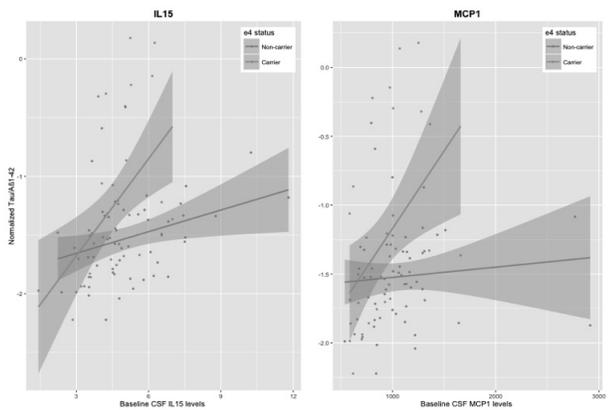 IL15
MCP1
e4 status
Non-carrier
Carrier
e4 status
Non-carrier
Carrier
Normalized Tau/Aβ1-42
0
-1
-2
0.0
-0.5
-1.0
-1.5
-2.0
3
6
9
12
1000
2000
3000
Baseline CSF IL15 levels
Baseline CSF MCP1 levels